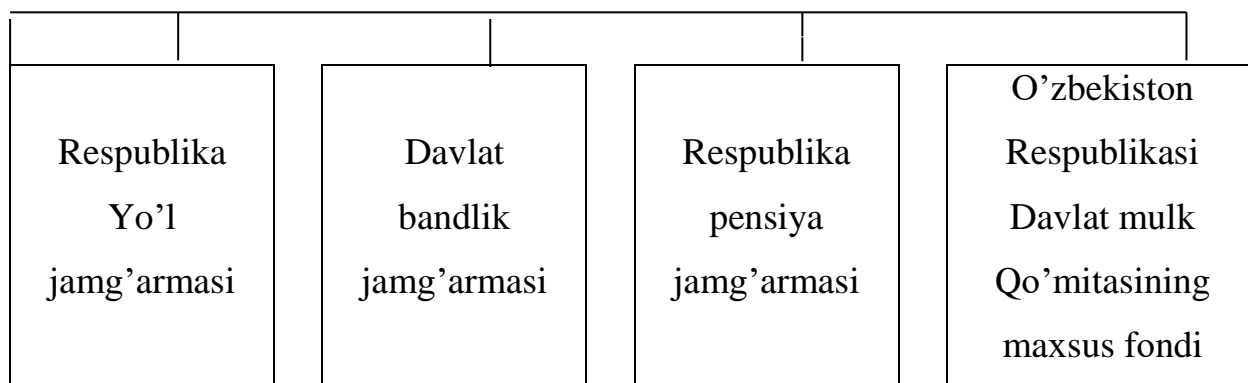 Respublika
Yo’l
jamg’armasi
Davlat
bandlik
jamg’armasi
Respublika
pensiya
jamg’armasi
O’zbekiston
Respublikasi
Davlat mulk
Qo’mitasining
maxsus fondi